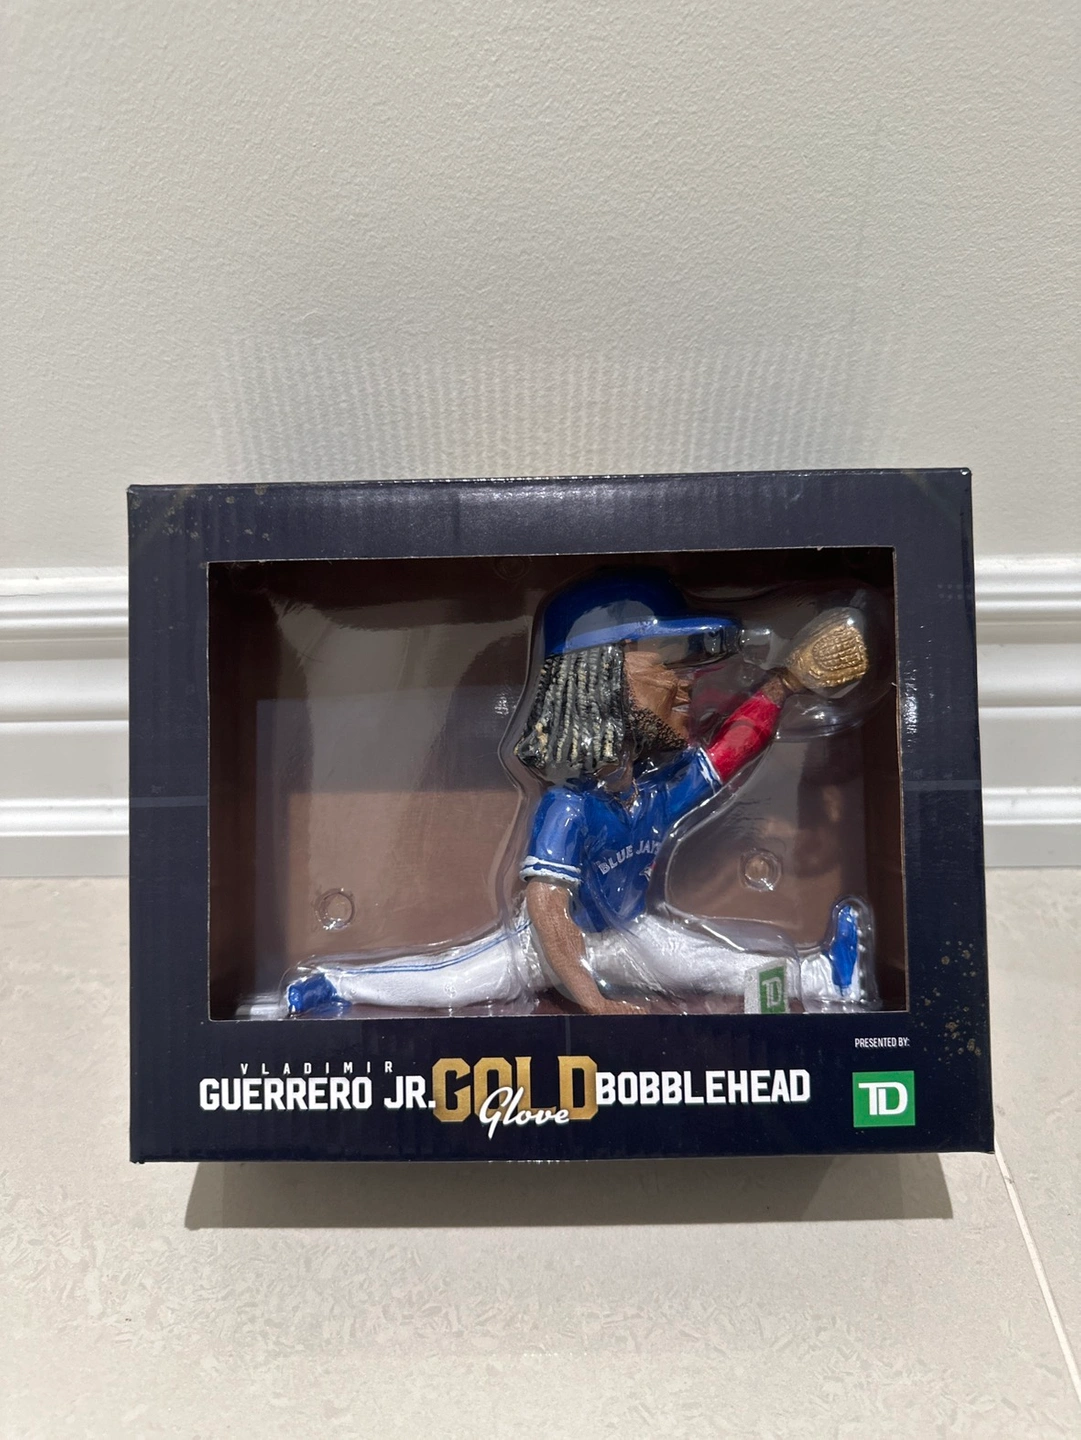 BLUE JAYS
TD
PRESENTED BY:
VLADIMIR
GUERRERO JR. GOLD Glove BOBBLEHEAD
TD